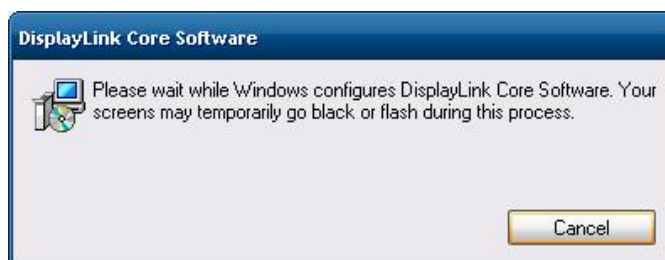 DisplayLink Core Software
Please wait while Windows configures DisplayLink Core Software. Your
screens may temporarily go black or flash during this process.
Cancel